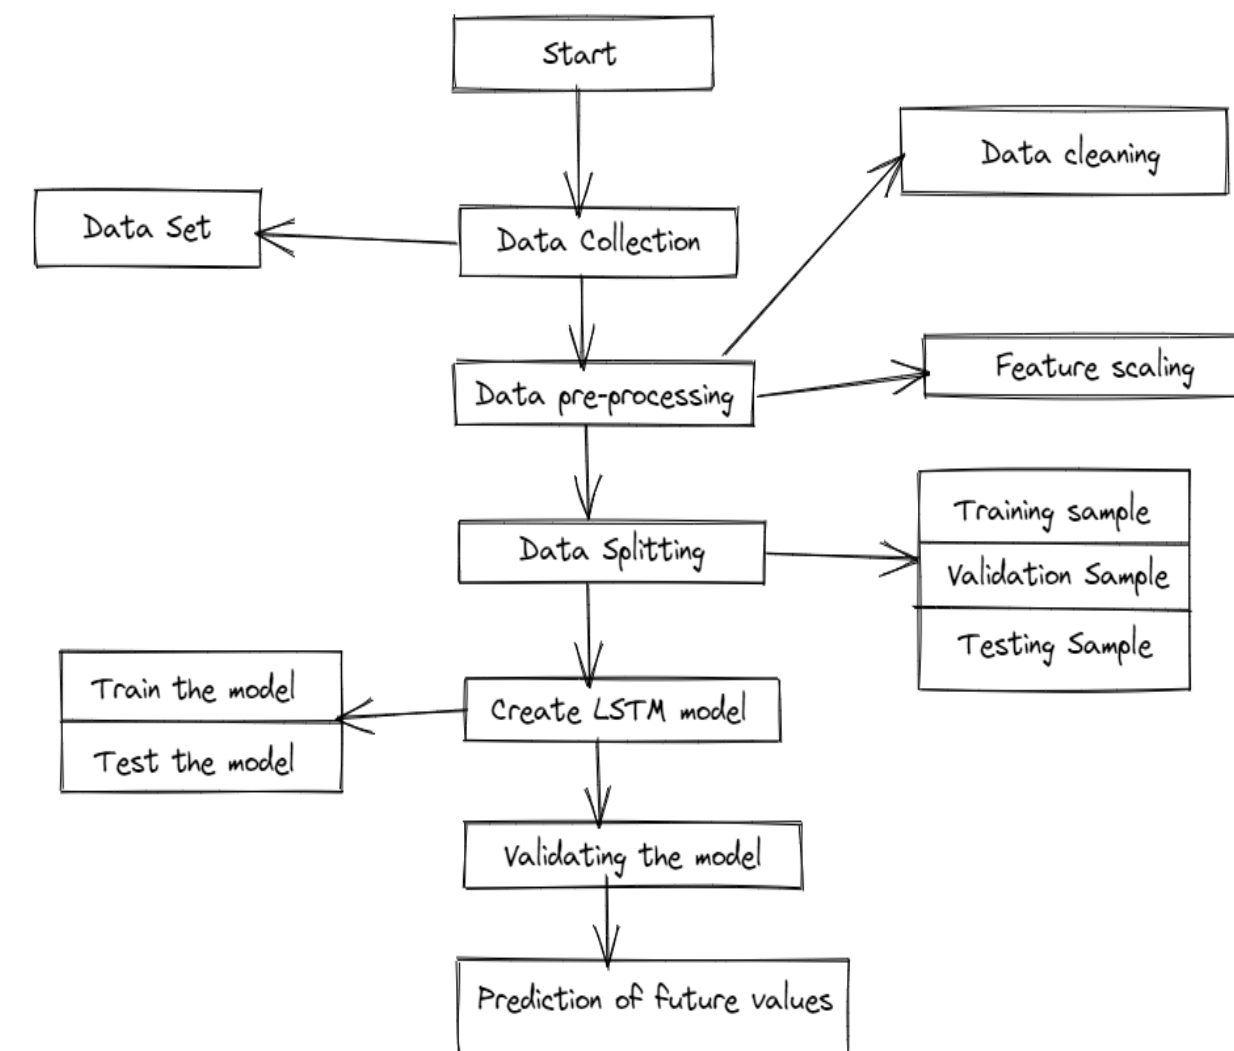 Start
Data cleaning
Data Set
Data Collection
Feature scaling
Data pre-processing
Training sample
Data Splitting
Validation Sample
Testing Sample
Train the model
Create LSTM model
Test the model
Validating the model
Prediction of future values